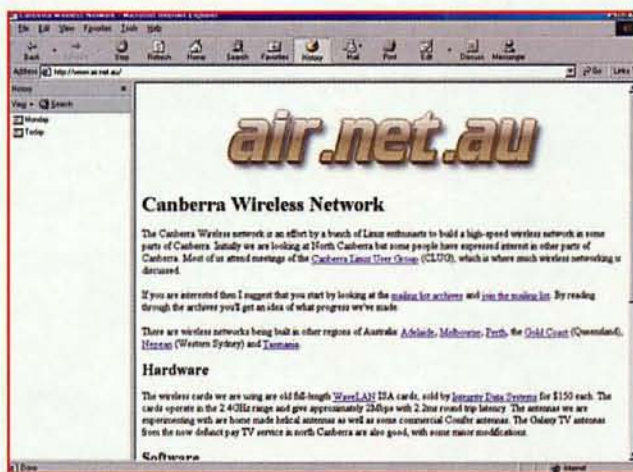 Canberra Wireless Network - Microsoft Internet Explorer
File Edit View Favorites Tools Help
Back Stop Refresh Home Search Favorites History Mail Print Edit Discuss Messenger
Address http://www.air.net.au/ Go Links
History
View Search
Monday
Today
air.net.au
Canberra Wireless Network
The Canberra Wireless network is an effort by a bunch of Linux enthusiasts to build a high-speed wireless network in some
parts of Canberra. Initially we are looking at North Canberra but some people have expressed interest in other parts of
Canberra. Most of us attend meetings of the Canberra Linux User Group (CLUG), which is where much wireless networking is
discussed.
If you are interested then I suggest that you start by looking at the mailing list archives and join the mailing list. By reading
through the archives you'll get an idea of what progress we've made.
There are wireless networks being built in other regions of Australia: Adelaide, Melbourne, Perth, the Gold Coast (Queensland),
Nepean (Western Sydney) and Tasmania.
Hardware
The wireless cards we are using are old full-length WaveLAN ISA cards, sold by Integrity Data Systems for $150 each. The
cards operate in the 2.4GHz range and give approximately 2Mbps with 2.2ms round trip latency. The antennas we are
experimenting with are home made helical antennas as well as some commercial Conifer antennas. The Galaxy TV antennas
from the now defunct pay TV service in north Canberra are also good, with some minor modifications.
Software
Done Internet